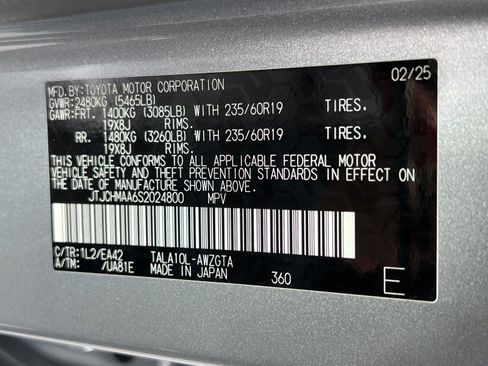 MFD.BY:TOYOTA MOTOR CORPORATION 02/25
GVWR:2480KG (5465LB)
GAWR:FRT. 1400KG (3085LB) WITH 235/60R19 TIRES.
19X8J RIMS.
RR. 1480KG (3260LB) WITH 235/60R19 TIRES.
19X8J RIMS.
THIS VEHICLE CONFORMS TO ALL APPLICABLE FEDERAL MOTOR
VEHICLE SAFETY AND THEFT PREVENTION STANDARDS IN EFFECT
ON THE DATE OF MANUFACTURE SHOWN ABOVE.
JTJCHMAA6S2024800 MPV
C/TR:1L2/EA42 TALA10L-AWZGTA
A/TM: /UA81E MADE IN JAPAN 360 E